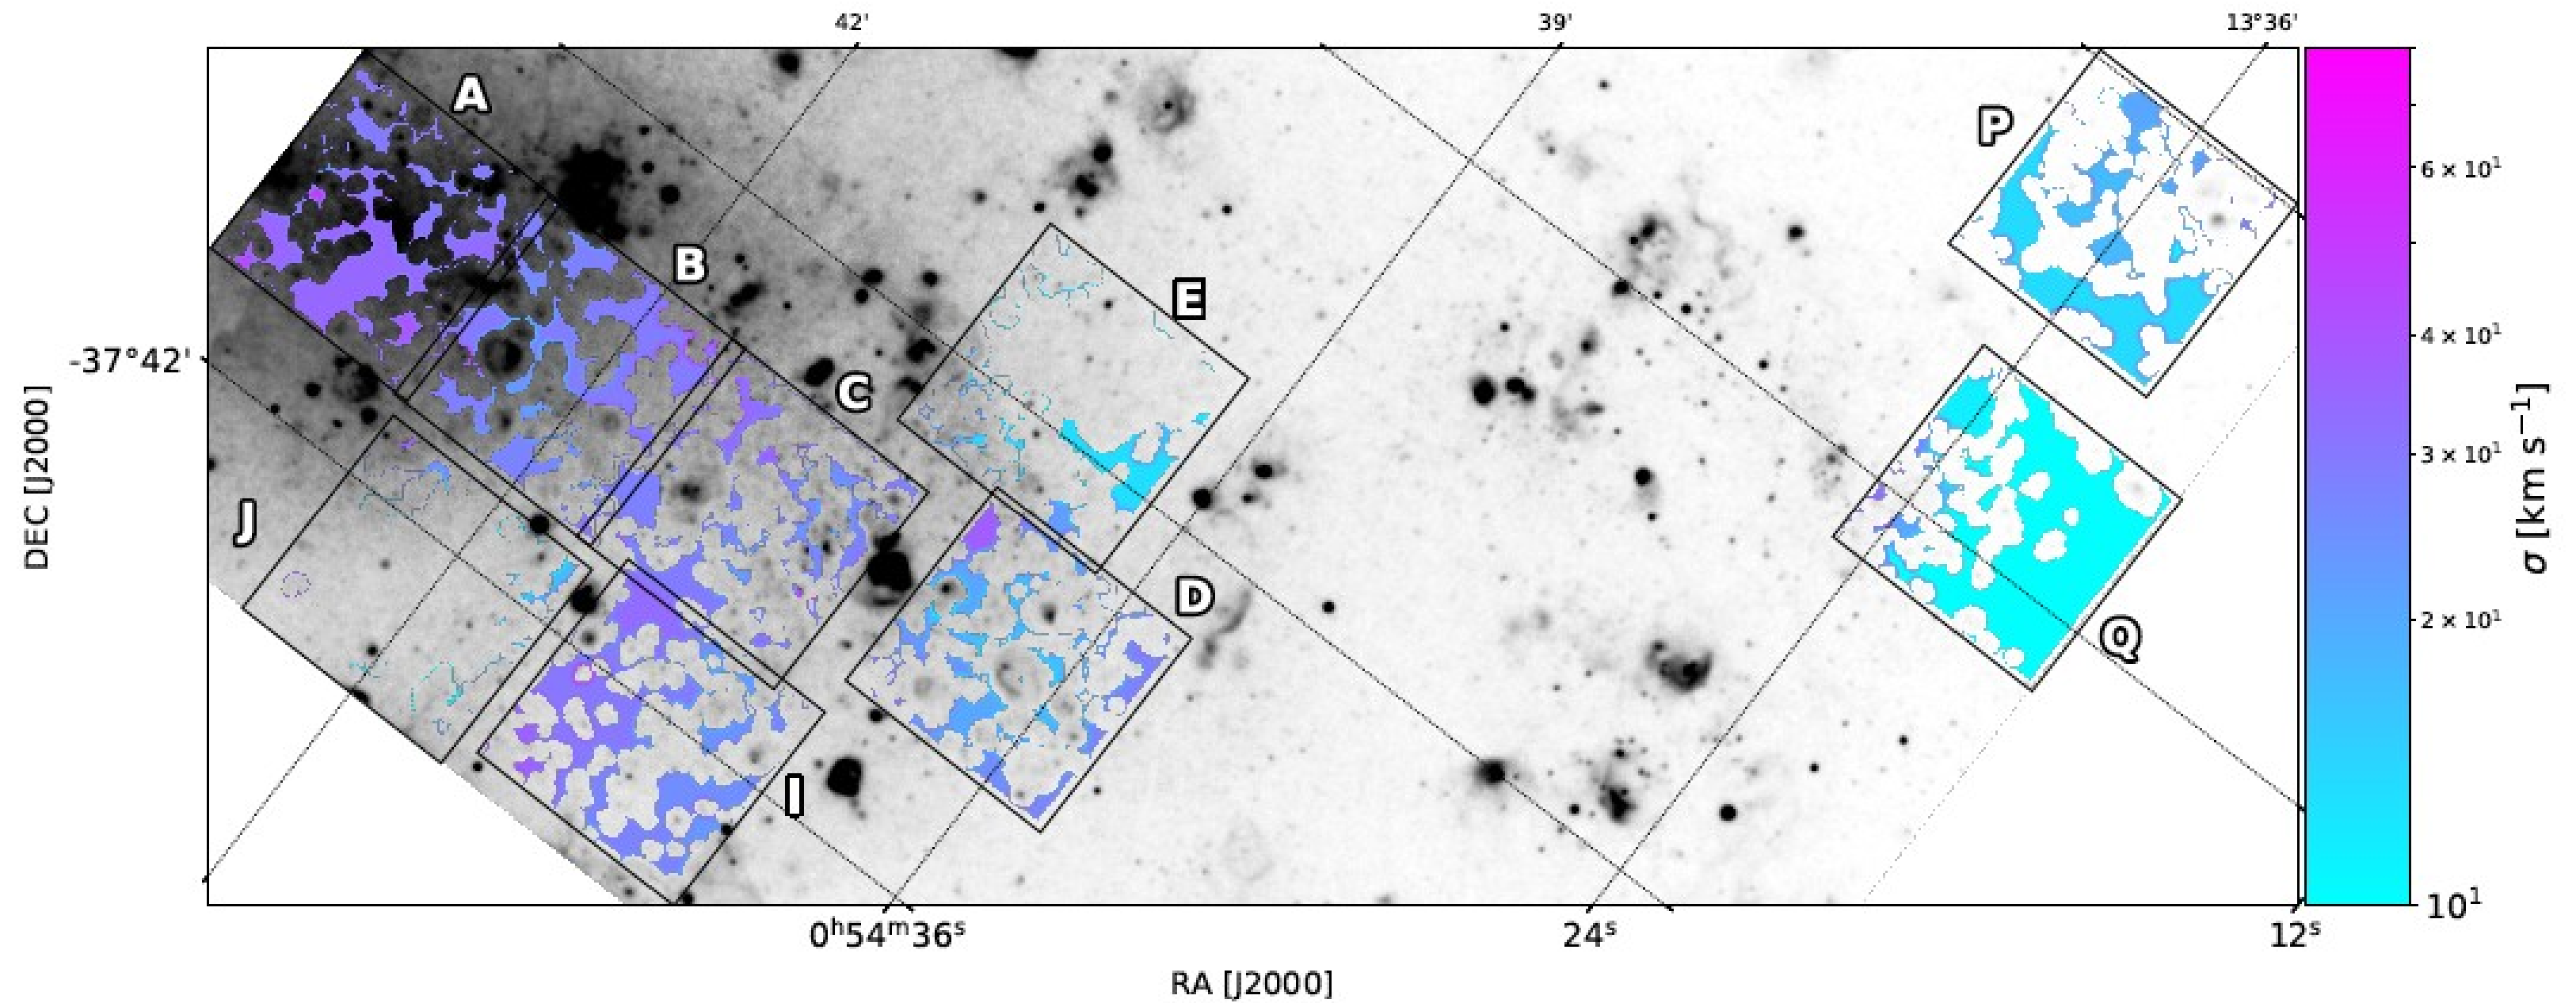 42'
39'
13°36'
A
P
6 × 10¹
B
E
4 × 10¹
-37°42'
C
3 × 10¹
J
D
2 × 10¹
Q
I
10¹
DEC [J2000]
σ [km s⁻¹]
0ʰ54ᵐ36ˢ
24ˢ
12ˢ
RA [J2000]